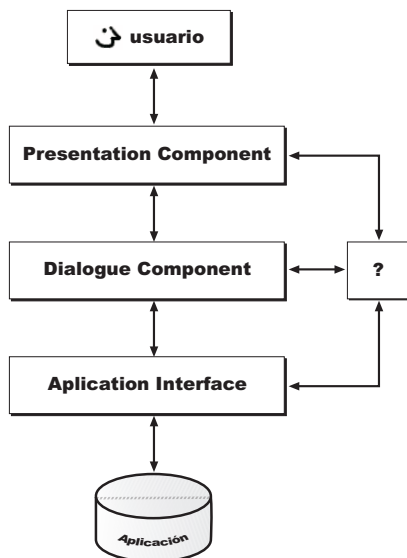 usuario
Presentation Component
Dialogue Component
?
Aplication Interface
Aplicación